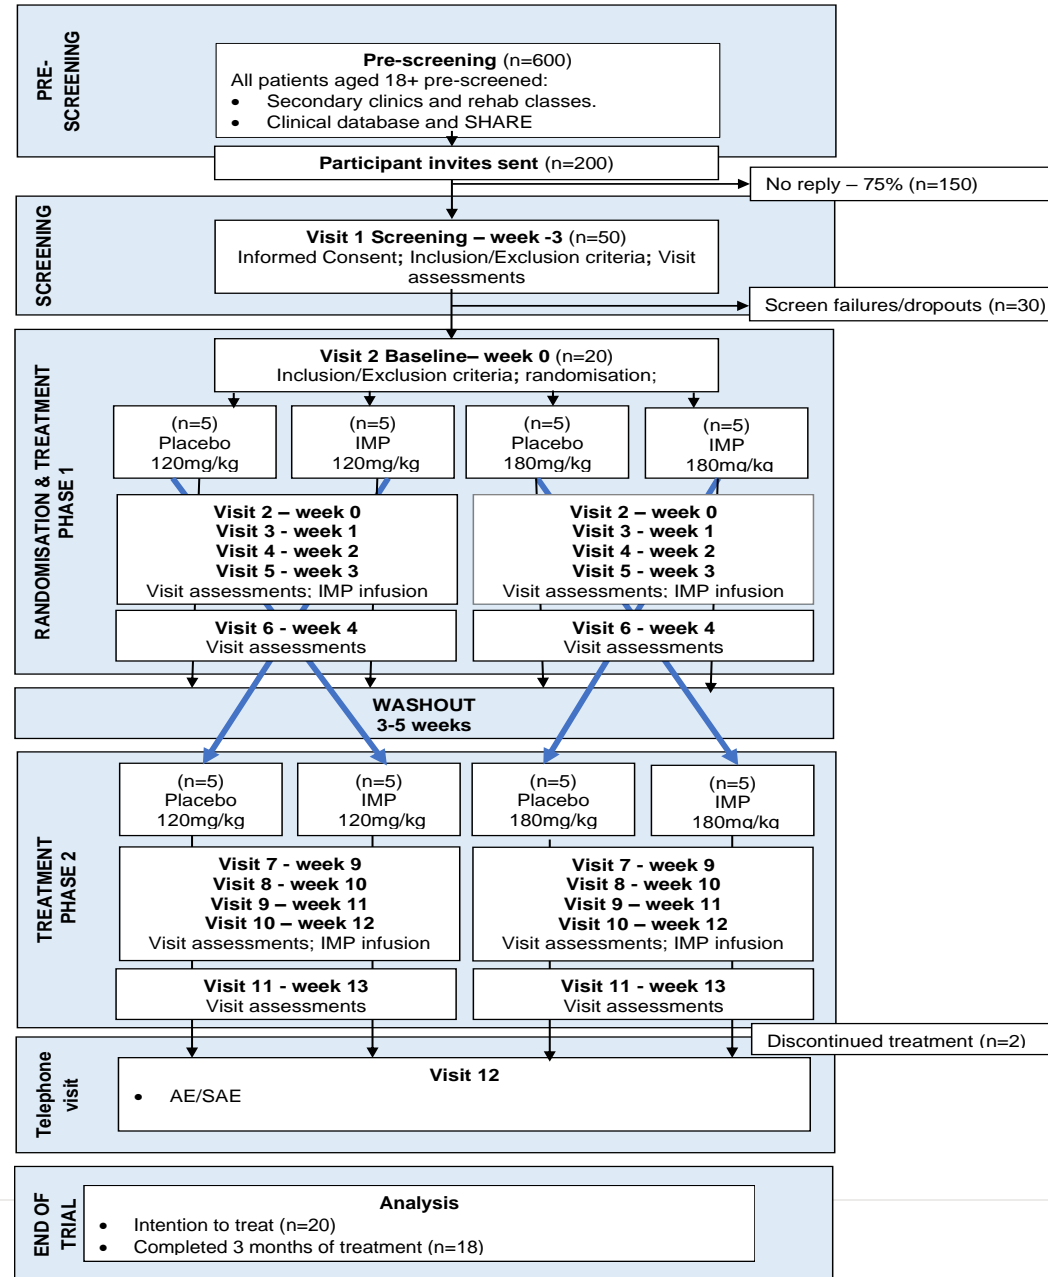 PRE-
SCREENING
Pre-screening (n=600)
All patients aged 18+ pre-screened:
• Secondary clinics and rehab classes.
• Clinical database and SHARE
Participant invites sent (n=200)
No reply – 75% (n=150)
SCREENING
Visit 1 Screening – week -3 (n=50)
Informed Consent; Inclusion/Exclusion criteria; Visit
assessments
Screen failures/dropouts (n=30)
RANDOMISATION & TREATMENT
PHASE 1
Visit 2 Baseline– week 0 (n=20)
Inclusion/Exclusion criteria; randomisation;
(n=5)
Placebo
120mg/kg
(n=5)
IMP
120mg/kg
(n=5)
Placebo
180mg/kg
(n=5)
IMP
180mg/kg
Visit 2 – week 0
Visit 3 - week 1
Visit 4 - week 2
Visit 5 - week 3
Visit assessments; IMP infusion
Visit 2 – week 0
Visit 3 - week 1
Visit 4 - week 2
Visit 5 - week 3
Visit assessments; IMP infusion
Visit 6 - week 4
Visit assessments
Visit 6 - week 4
Visit assessments
WASHOUT
3-5 weeks
TREATMENT
PHASE 2
(n=5)
Placebo
120mg/kg
(n=5)
IMP
120mg/kg
(n=5)
Placebo
180mg/kg
(n=5)
IMP
180mg/kg
Visit 7 - week 9
Visit 8 - week 10
Visit 9 – week 11
Visit 10 – week 12
Visit assessments; IMP infusion
Visit 7 - week 9
Visit 8 - week 10
Visit 9 – week 11
Visit 10 – week 12
Visit assessments; IMP infusion
Visit 11 - week 13
Visit assessments
Visit 11 - week 13
Visit assessments
Discontinued treatment (n=2)
Telephone
visit
Visit 12
• AE/SAE
END OF
TRIAL
Analysis
• Intention to treat (n=20)
• Completed 3 months of treatment (n=18)